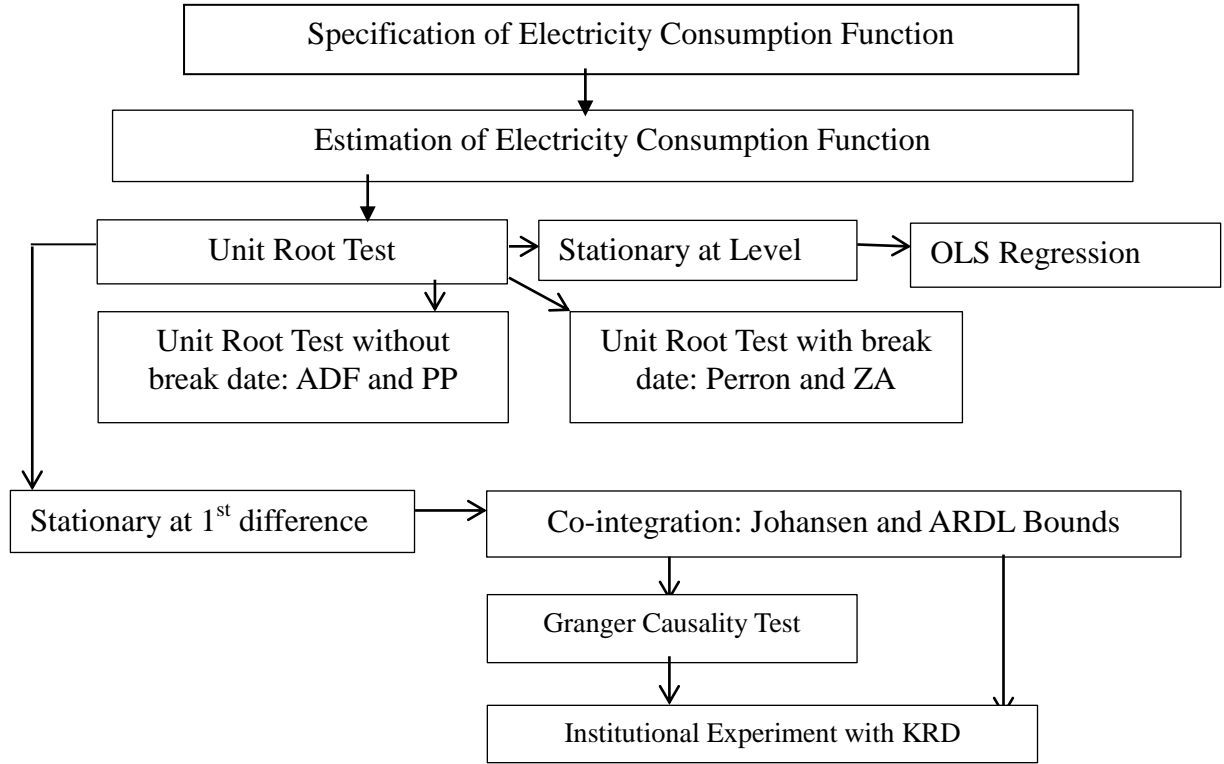 Specification of Electricity Consumption Function
Estimation of Electricity Consumption Function
Unit Root Test
Stationary at Level
OLS Regression
Unit Root Test without
break date: ADF and PP
Unit Root Test with break
date: Perron and ZA
Stationary at 1st difference
Co-integration: Johansen and ARDL Bounds
Granger Causality Test
Institutional Experiment with KRD